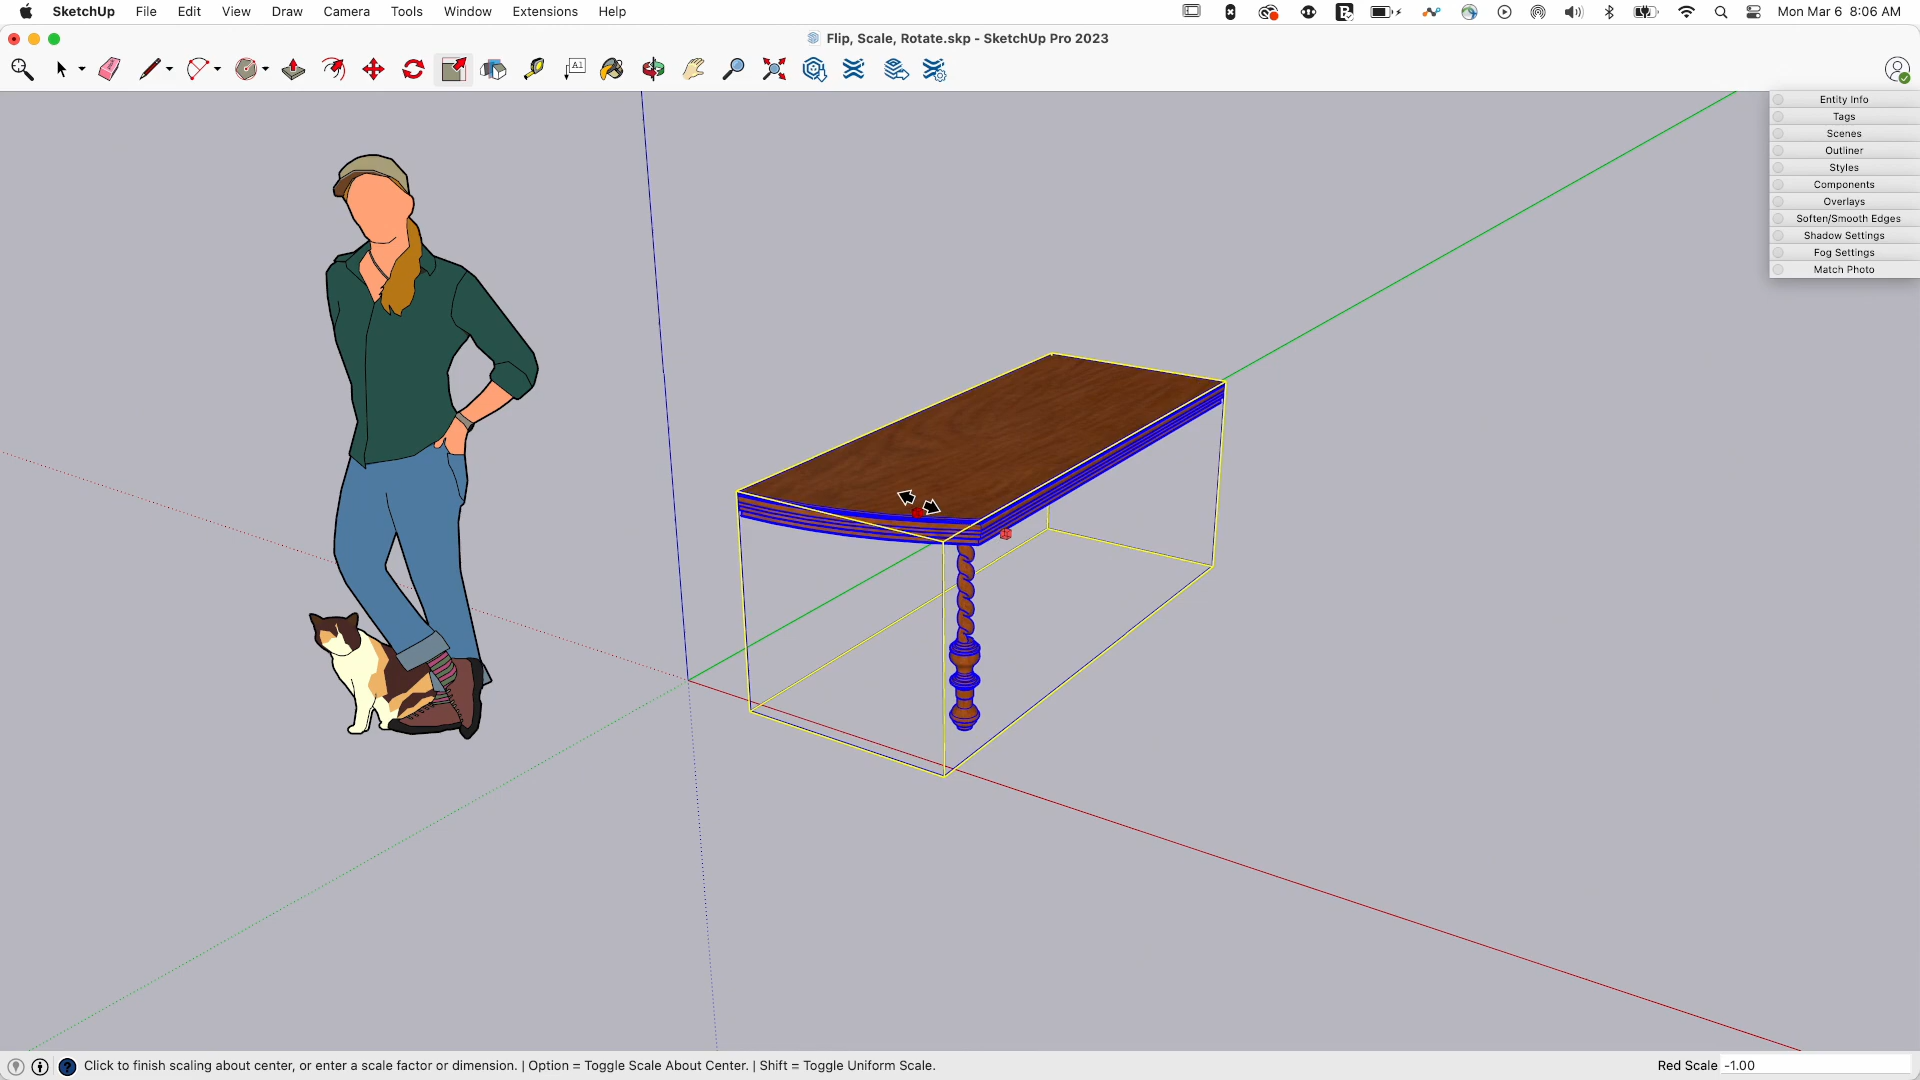 SketchUp File Edit View Draw Camera Tools Window Extensions Help Mon Mar 6 8:06 AM
Flip, Scale, Rotate.skp - SketchUp Pro 2023
A1
Entity Info
Tags
Scenes
Outliner
Styles
Components
Overlays
Soften/Smooth Edges
Shadow Settings
Fog Settings
Match Photo
Click to finish scaling about center, or enter a scale factor or dimension. | Option = Toggle Scale About Center. | Shift = Toggle Uniform Scale. Red Scale -1.00